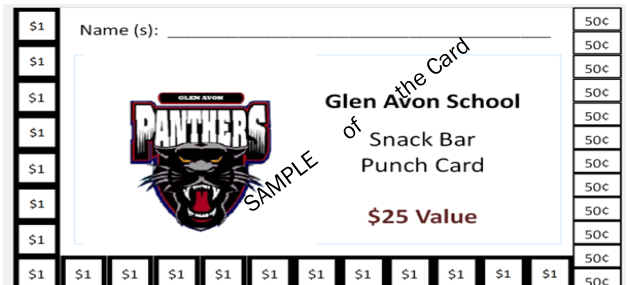 $1
$1
$1
$1
$1
$1
$1
Name (s):
GLEN AVON
PANTHERS
Glen Avon School
Snack Bar
Punch Card
$25 Value
SAMPLE of the Card
$1 $1 $1 $1 $1 $1 $1 $1 $1 $1 $1 $1
50¢
50¢
50¢
50¢
50¢
50¢
50¢
50¢
50¢
50¢
50¢
50¢